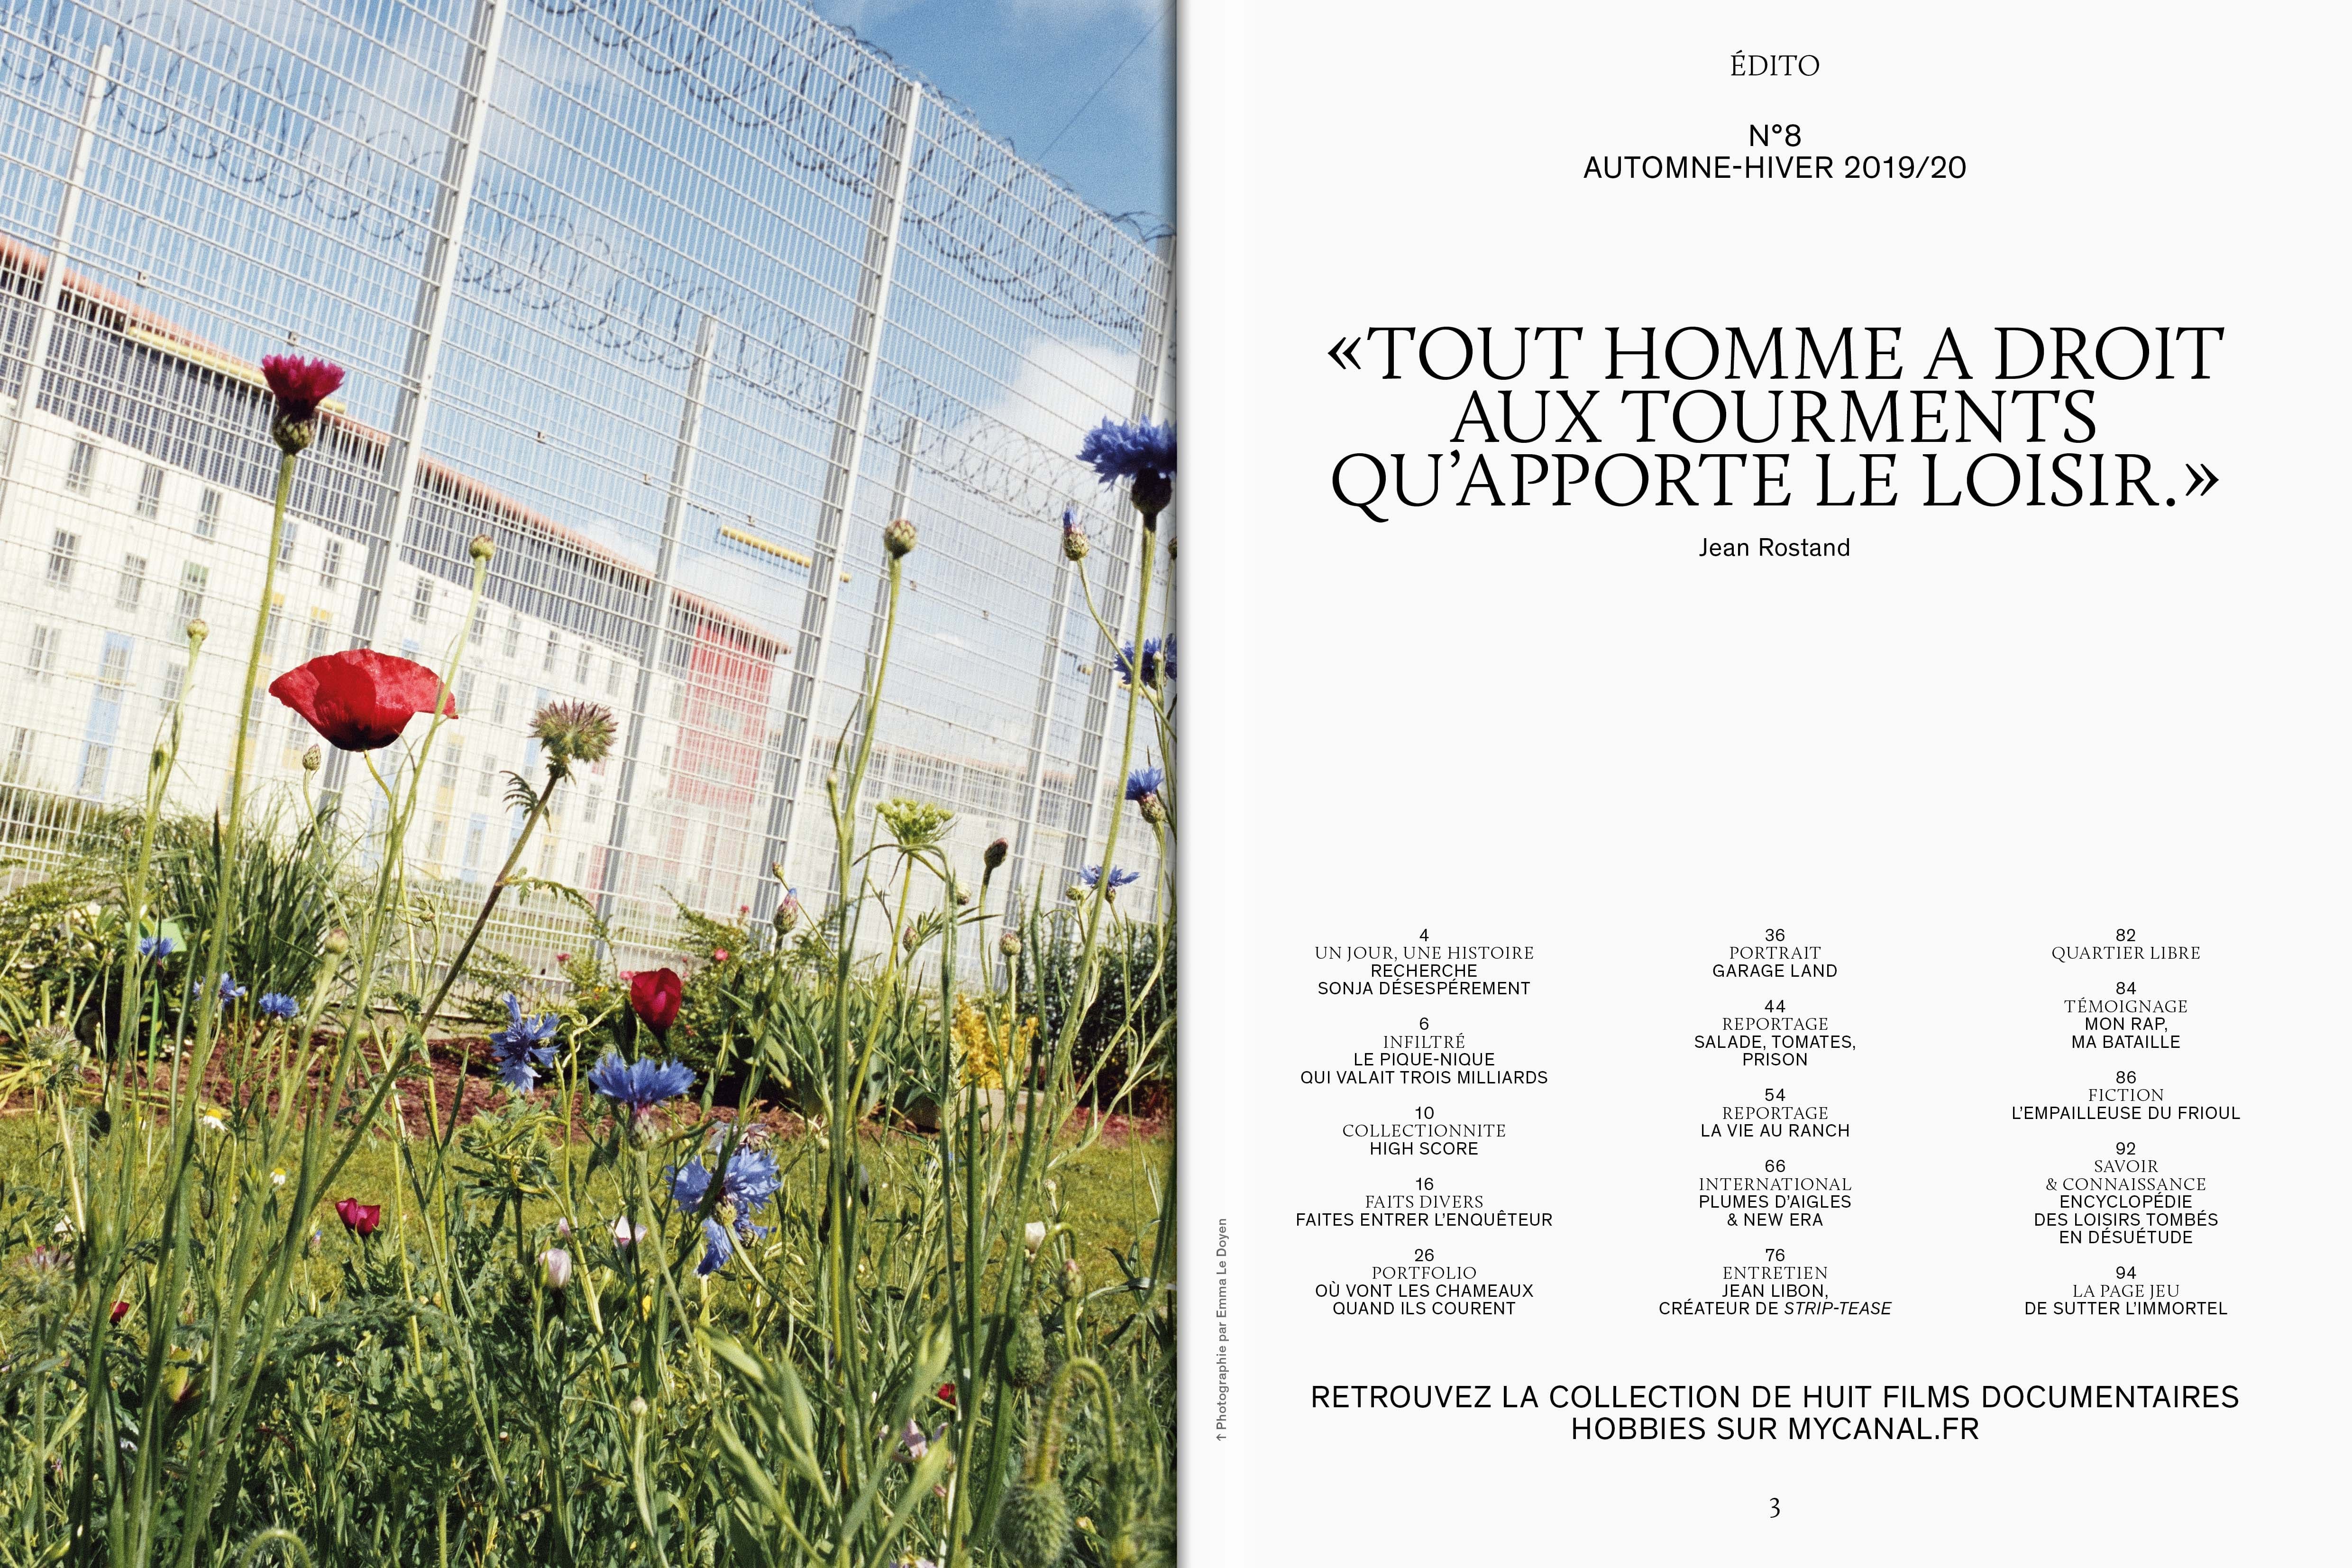 ÉDITO
N°8
AUTOMNE-HIVER 2019/20
«TOUT HOMME A DROIT
AUX TOURMENTS
QU’APPORTE LE LOISIR.»
Jean Rostand
4
UN JOUR, UNE HISTOIRE
RECHERCHE
SONJA DÉSESPÉREMENT
6
INFILTRÉ
LE PIQUE-NIQUE
QUI VALAIT TROIS MILLIARDS
10
COLLECTIONNITE
HIGH SCORE
16
FAITS DIVERS
FAITES ENTRER L’ENQUÊTEUR
26
PORTFOLIO
OÙ VONT LES CHAMEAUX
QUAND ILS COURENT
36
PORTRAIT
GARAGE LAND
44
REPORTAGE
SALADE, TOMATES,
PRISON
54
REPORTAGE
LA VIE AU RANCH
66
INTERNATIONAL
PLUMES D’AIGLES
& NEW ERA
76
ENTRETIEN
JEAN LIBON,
CRÉATEUR DE STRIP-TEASE
82
QUARTIER LIBRE
84
TÉMOIGNAGE
MON RAP,
MA BATAILLE
86
FICTION
L’EMPAILLEUSE DU FRIOUL
92
SAVOIR
& CONNAISSANCE
ENCYCLOPÉDIE
DES LOISIRS TOMBÉS
EN DÉSUÉTUDE
94
LA PAGE JEU
DE SUTTER L’IMMORTEL
↑ Photographie par Emma Le Doyen
RETROUVEZ LA COLLECTION DE HUIT FILMS DOCUMENTAIRES
HOBBIES SUR MYCANAL.FR
3